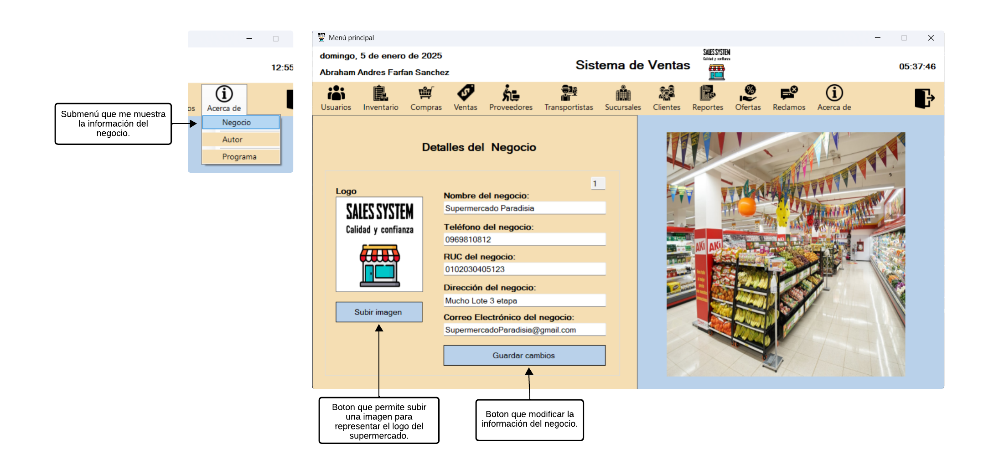 12:55
os
Acerca de
Negocio
Autor
Programa
Submenú que me muestra
la información del
negocio.
Menú principal
domingo, 5 de enero de 2025
Abraham Andres Farfan Sanchez
Sistema de Ventas
SALES SYSTEM
Calidad y confianza
05:37:46
Usuarios
Inventario
Compras
Ventas
Proveedores
Transportistas
Sucursales
Clientes
Reportes
Ofertas
Reclamos
Acerca de
Detalles del  Negocio
1
Logo
SALES SYSTEM
Calidad y confianza
Subir imagen
Nombre del negocio:
Supermercado Paradisia
Teléfono del negocio:
0969810812
RUC del negocio:
0102030405123
Dirección del negocio:
Mucho Lote 3 etapa
Correo Electrónico del negocio:
SupermercadoParadisia@gmail.com
Guardar cambios
AKí
AKí
AKí
Boton que permite subir
una imagen para
representar el logo del
supermercado.
Boton que modificar la
información del negocio.